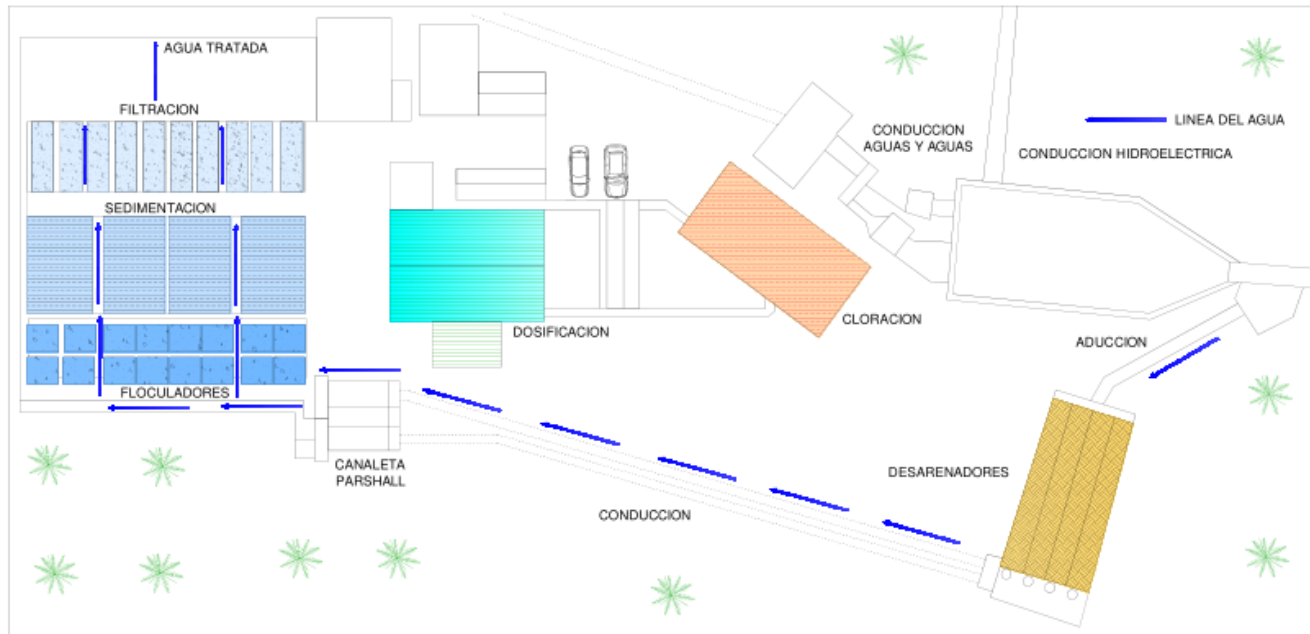 AGUA TRATADA
FILTRACION
SEDIMENTACION
FLOCULADORES
CANALETA
PARSHALL
DOSIFICACION
CONDUCCION
CLORACION
CONDUCCION
AGUAS Y AGUAS
LINEA DEL AGUA
CONDUCCION HIDROELECTRICA
ADUCCION
DESARENADORES